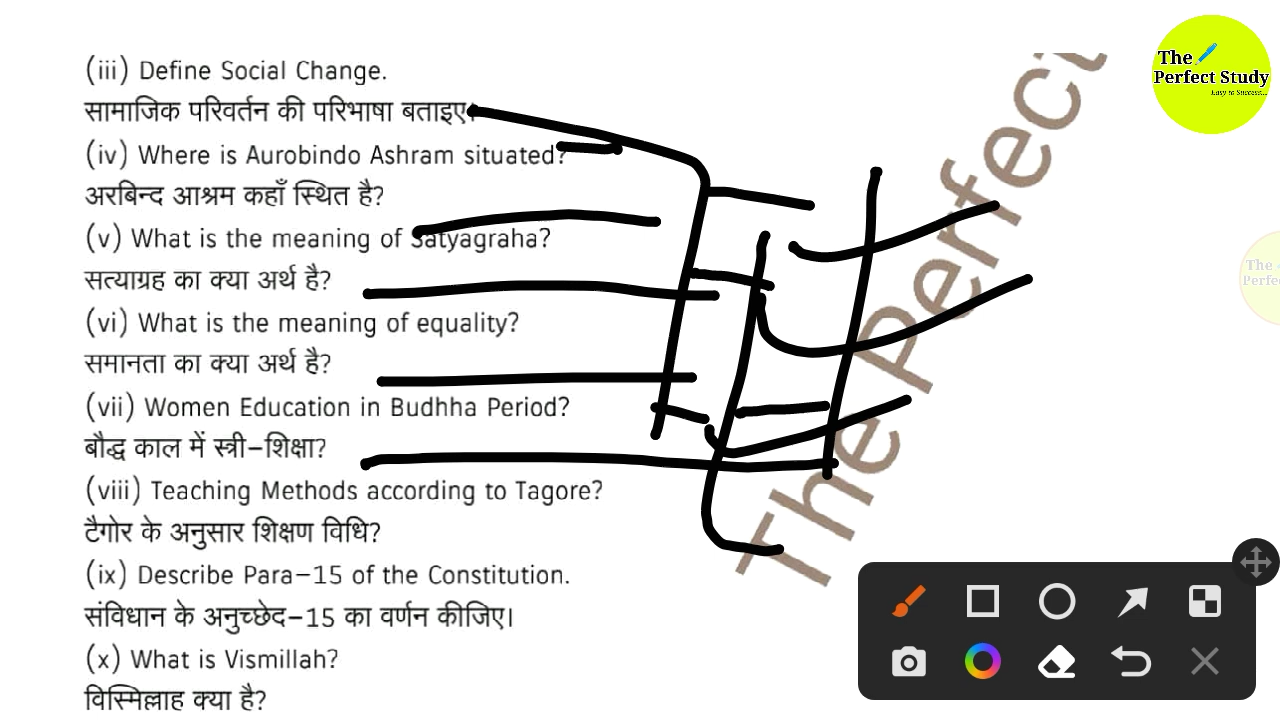 The
Perfect Study
Easy to Success...
(iii) Define Social Change.
सामाजिक परिवर्तन की परिभाषा बताइए।
(iv) Where is Aurobindo Ashram situated?
अरबिन्द आश्रम कहाँ स्थित है?
(v) What is the meaning of Satyagraha?
सत्याग्रह का क्या अर्थ है?
(vi) What is the meaning of equality?
समानता का क्या अर्थ है?
(vii) Women Education in Budhha Period?
बौद्ध काल में स्त्री–शिक्षा?
(viii) Teaching Methods according to Tagore?
टैगोर के अनुसार शिक्षण विधि?
(ix) Describe Para–15 of the Constitution.
संविधान के अनुच्छेद–15 का वर्णन कीजिए।
(x) What is Vismillah?
विस्मिल्लाह क्या है?
The Perfect
The
Perfec